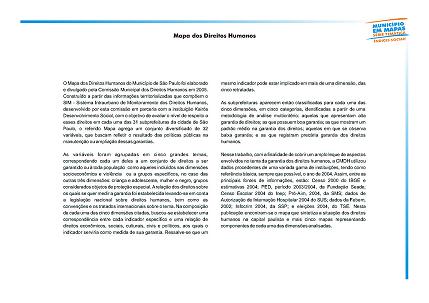 Mapa dos Direitos Humanos
MUNICÍPIO
EM MAPAS
SÉRIE TEMÁTICA
ÍNDICES SOCIAIS
O Mapa dos Direitos Humanos do Município de São Paulo foi elaborado
e divulgado pela Comissão Municipal dos Direitos Humanos em 2005.
Construído a partir das informações territorializadas que compõem o
SIM - Sistema Intraurbano de Monitoramento dos Direitos Humanos,
desenvolvido por esta comissão em parceria com a instituição Kairós
Desenvolvimento Social, com o objetivo de avaliar o nível de respeito a
esses direitos em cada uma das 31 subprefeituras da cidade de São
Paulo, o referido Mapa agrega um conjunto diversificado de 32
variáveis, que buscam refletir o resultado das políticas públicas na
manutenção ou ampliação dessas garantias.
As variáveis foram agrupadas em cinco grandes temas,
correspondendo cada um deles a um conjunto de direitos a ser
garantido ou à toda população como aqueles incluídos nas dimensões
socioeconômica e violência ou a grupos específicos, no caso das
outras três dimensões: criança e adolescente, mulher e negro, grupos
considerados objetos de proteção especial. A relação dos direitos sobre
os quais se quer medir a garantia foi estabelecida levando-se em conta
a legislação nacional sobre direitos humanos, bem como as
convenções e os tratados internacionais sobre o tema. Na composição
de cada uma das cinco dimensões citadas, buscou-se estabelecer uma
correspondência entre cada indicador específico e uma relação de
direitos econômicos, sociais, culturais, civis e políticos, aos quais o
indicador serviria como medida de sua garantia. Ressalve-se que um
mesmo indicador pode estar implicado em mais de uma dimensão, das
cinco retratadas.
As subprefeituras aparecem então classificadas para cada uma das
cinco dimensões, em cinco categorias, identificadas a partir de uma
metodologia de análise multicritério; aquelas que apresentam alta
garantia de direitos; as que possuem boa garantia; as que mostram um
padrão médio na garantia dos direitos; aquelas em que se observa
baixa garantia; e as que registram precária garantia dos direitos
humanos.
Nesse trabalho, com a finalidade de cobrir um amplo leque de aspectos
envolvidos no tema da garantia dos direitos humanos, a CMDH utilizou
dados procedentes de uma variada gama de instituições, tendo como
referência básica, sempre que possível, o ano de 2004. Assim, entre as
principais fontes de informações, estão: Censo 2000 do IBGE e
estimativas 2004, PED, período 2003/2004, da Fundação Seade;
Censo Escolar 2004 do Inep; Pró-Aim, 2004, da SMS; dados de
Autorização de Internação Hospitalar 2004 do SUS; dados da Febem,
2002; Infocrim 2004, da SSP; e eleições 2004 do TSE. Nesta
publicação encontram-se o mapa que sintetiza a situação dos direitos
humanos na capital paulista e cinco mapas representando
componentes de cada uma das dimensões analisadas.